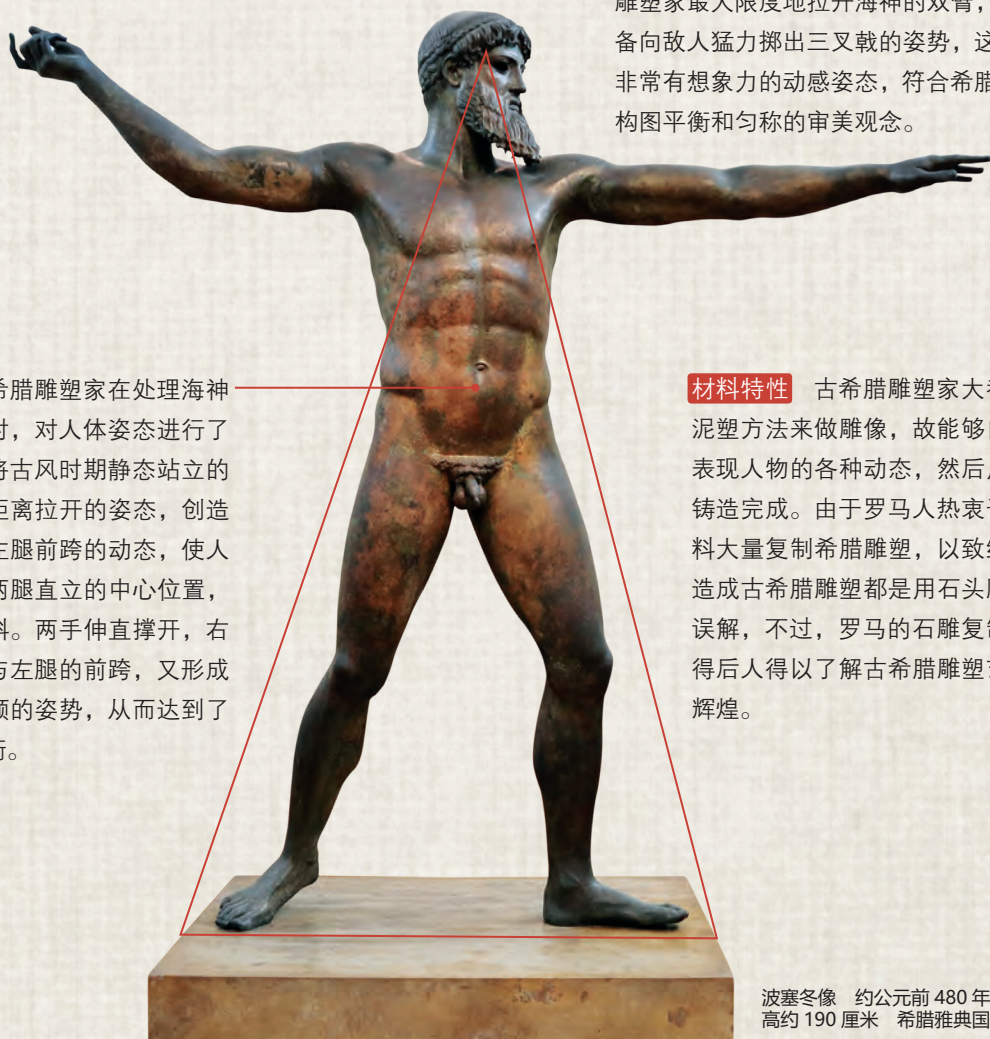 雕塑家最大限度地拉开海神的双臂，
备向敌人猛力掷出三叉戟的姿势，这
非常有想象力的动感姿态，符合希腊
构图平衡和匀称的审美观念。
希腊雕塑家在处理海神
时，对人体姿态进行了
将古风时期静态站立的
距离拉开的姿态，创造
左腿前跨的动态，使人
两腿直立的中心位置，
斜。两手伸直撑开，右
与左腿的前跨，又形成
倾的姿势，从而达到了
衡。
材料特性 古希腊雕塑家大
泥塑方法来做雕像，故能够
表现人物的各种动态，然后
铸造完成。由于罗马人热衷
料大量复制希腊雕塑，以致
造成古希腊雕塑都是用石头
误解，不过，罗马的石雕复
得后人得以了解古希腊雕塑
辉煌。
波塞冬像 约公元前 480 年
高约 190 厘米 希腊雅典国